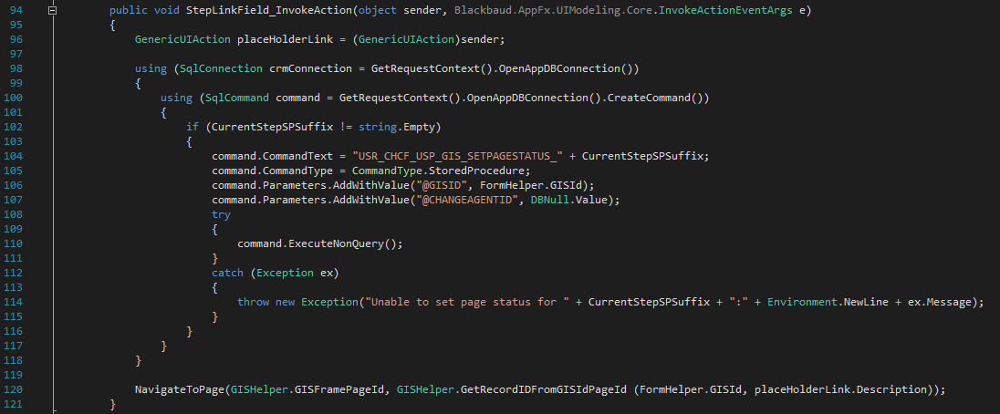 94 public void StepLinkField_InvokeAction(object sender, Blackbaud.AppFx.UIModeling.Core.InvokeActionEventArgs e)
95 {
96 GenericUIAction placeHolderLink = (GenericUIAction)sender;
97
98 using (SqlConnection crmConnection = GetRequestContext().OpenAppDBConnection())
99 {
100 using (SqlCommand command = GetRequestContext().OpenAppDBConnection().CreateCommand())
101 {
102 if (CurrentStepSPSuffix != string.Empty)
103 {
104 command.CommandText = "USR_CHCF_USP_GIS_SETPAGESTATUS_" + CurrentStepSPSuffix;
105 command.CommandType = CommandType.StoredProcedure;
106 command.Parameters.AddWithValue("@GISID", FormHelper.GISId);
107 command.Parameters.AddWithValue("@CHANGEAGENTID", DBNull.Value);
108 try
109 {
110 command.ExecuteNonQuery();
111 }
112 catch (Exception ex)
113 {
114 throw new Exception("Unable to set page status for " + CurrentStepSPSuffix + ":" + Environment.NewLine + ex.Message);
115 }
116 }
117 }
118 }
119
120 NavigateToPage(GISHelper.GISFramePageId, GISHelper.GetRecordIDFromGISIdPageId (FormHelper.GISId, placeHolderLink.Description));
121 }